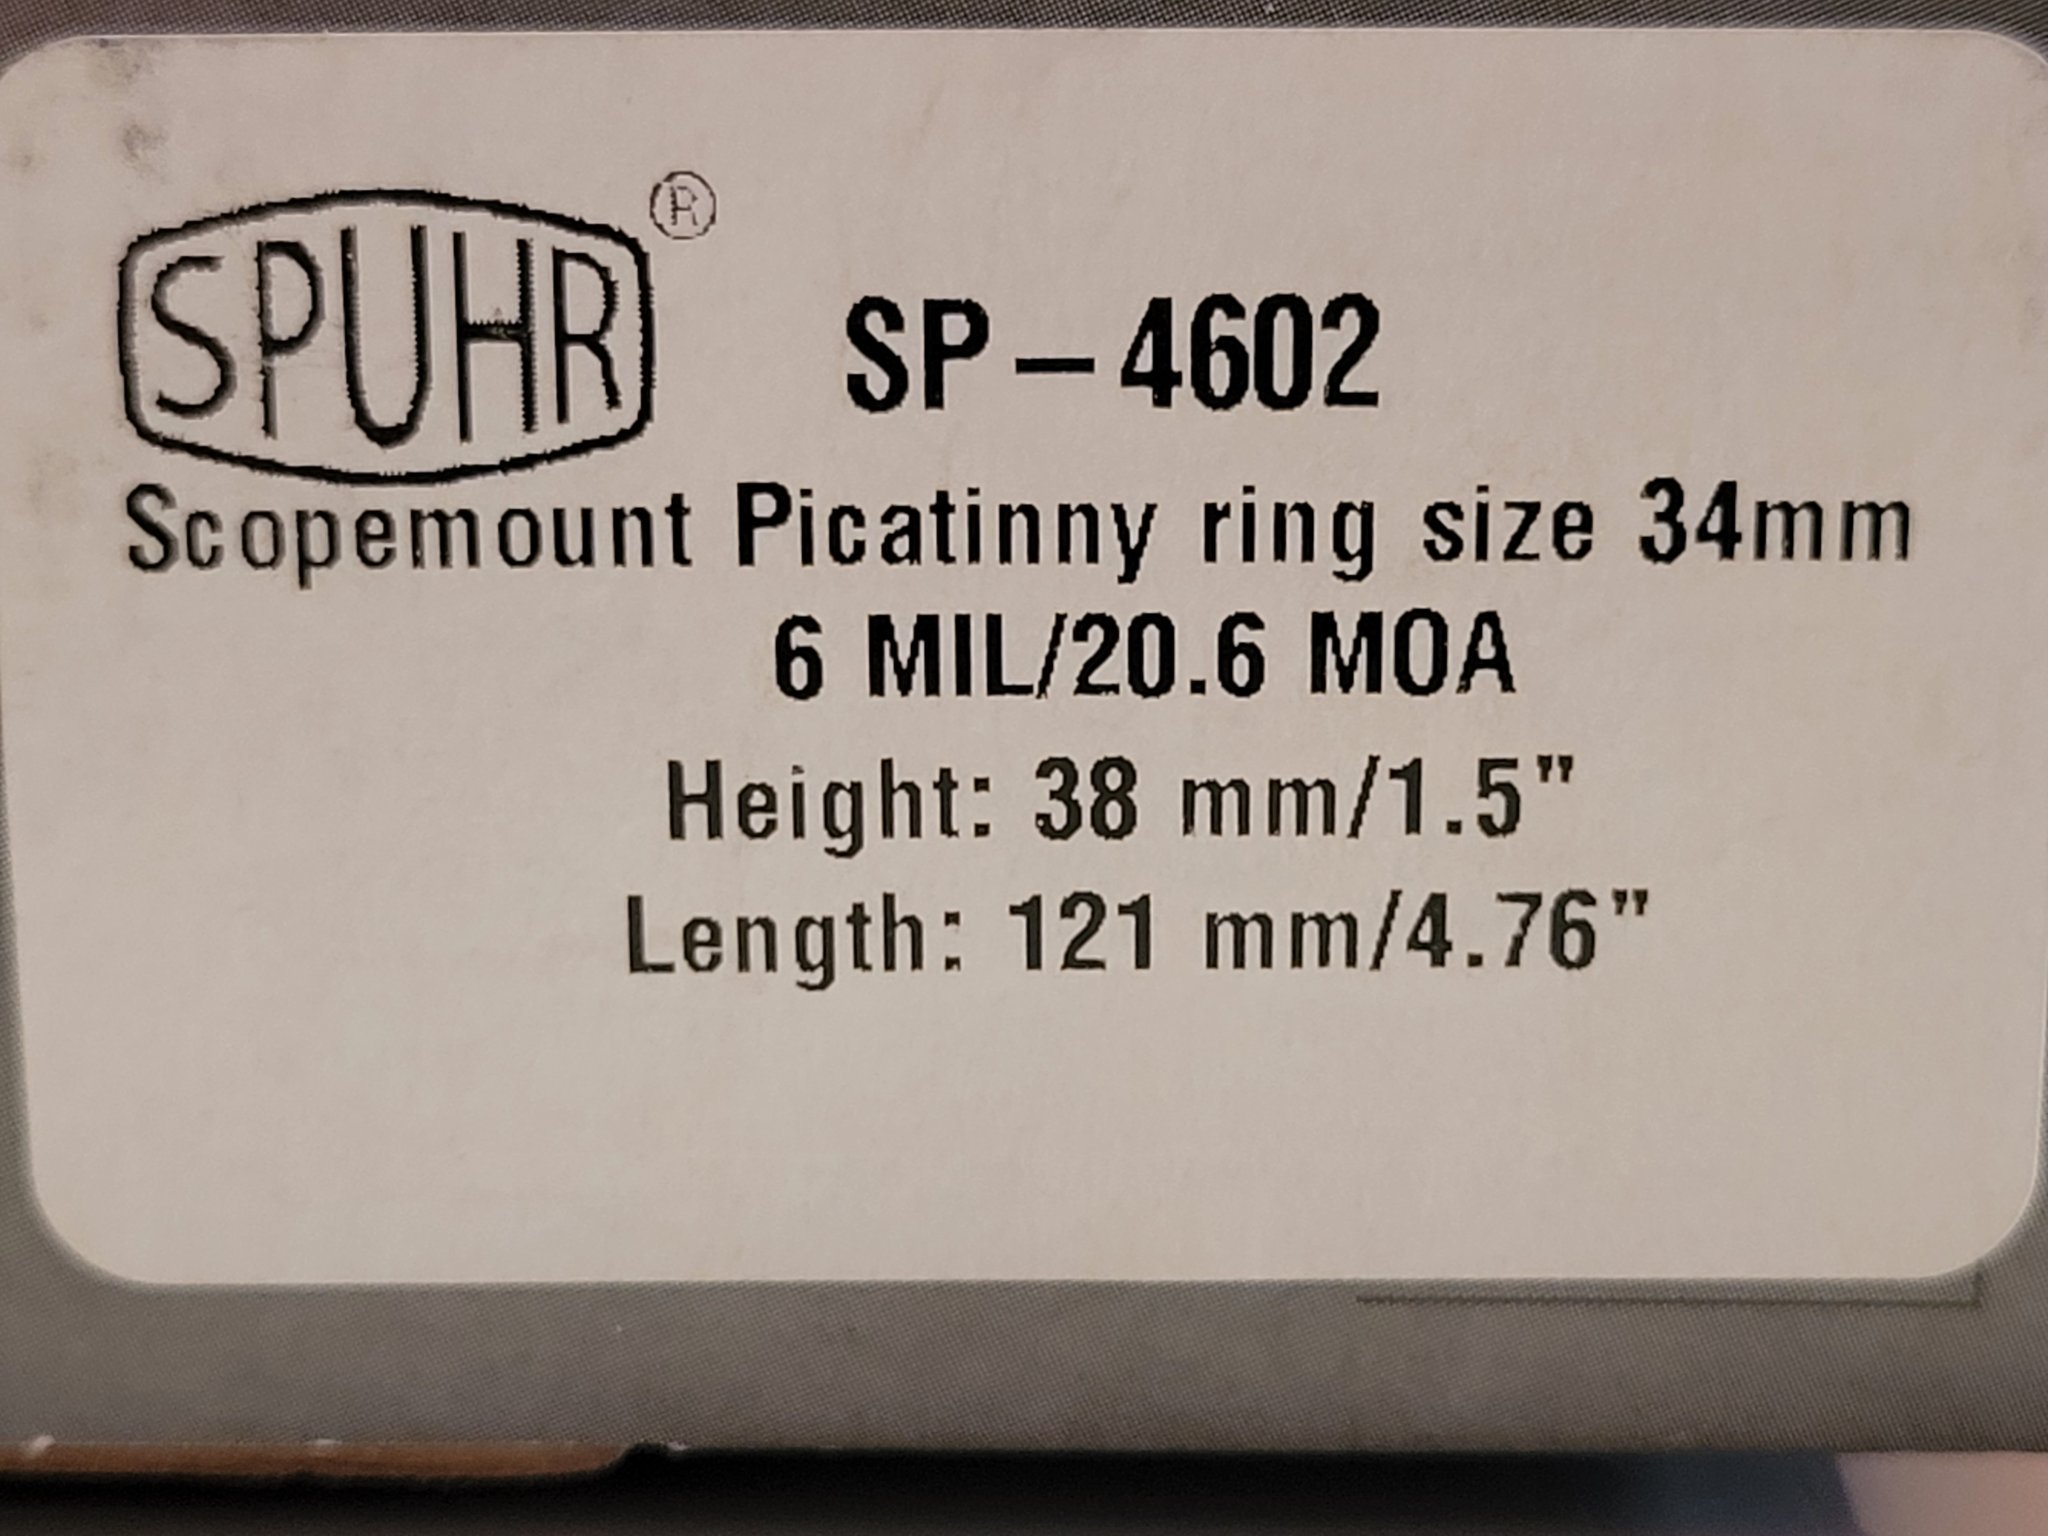 SPUHR®
SP-4602
Scopemount Picatinny ring size 34mm
6 MIL/20.6 MOA
Height: 38 mm/1.5"
Length: 121 mm/4.76"